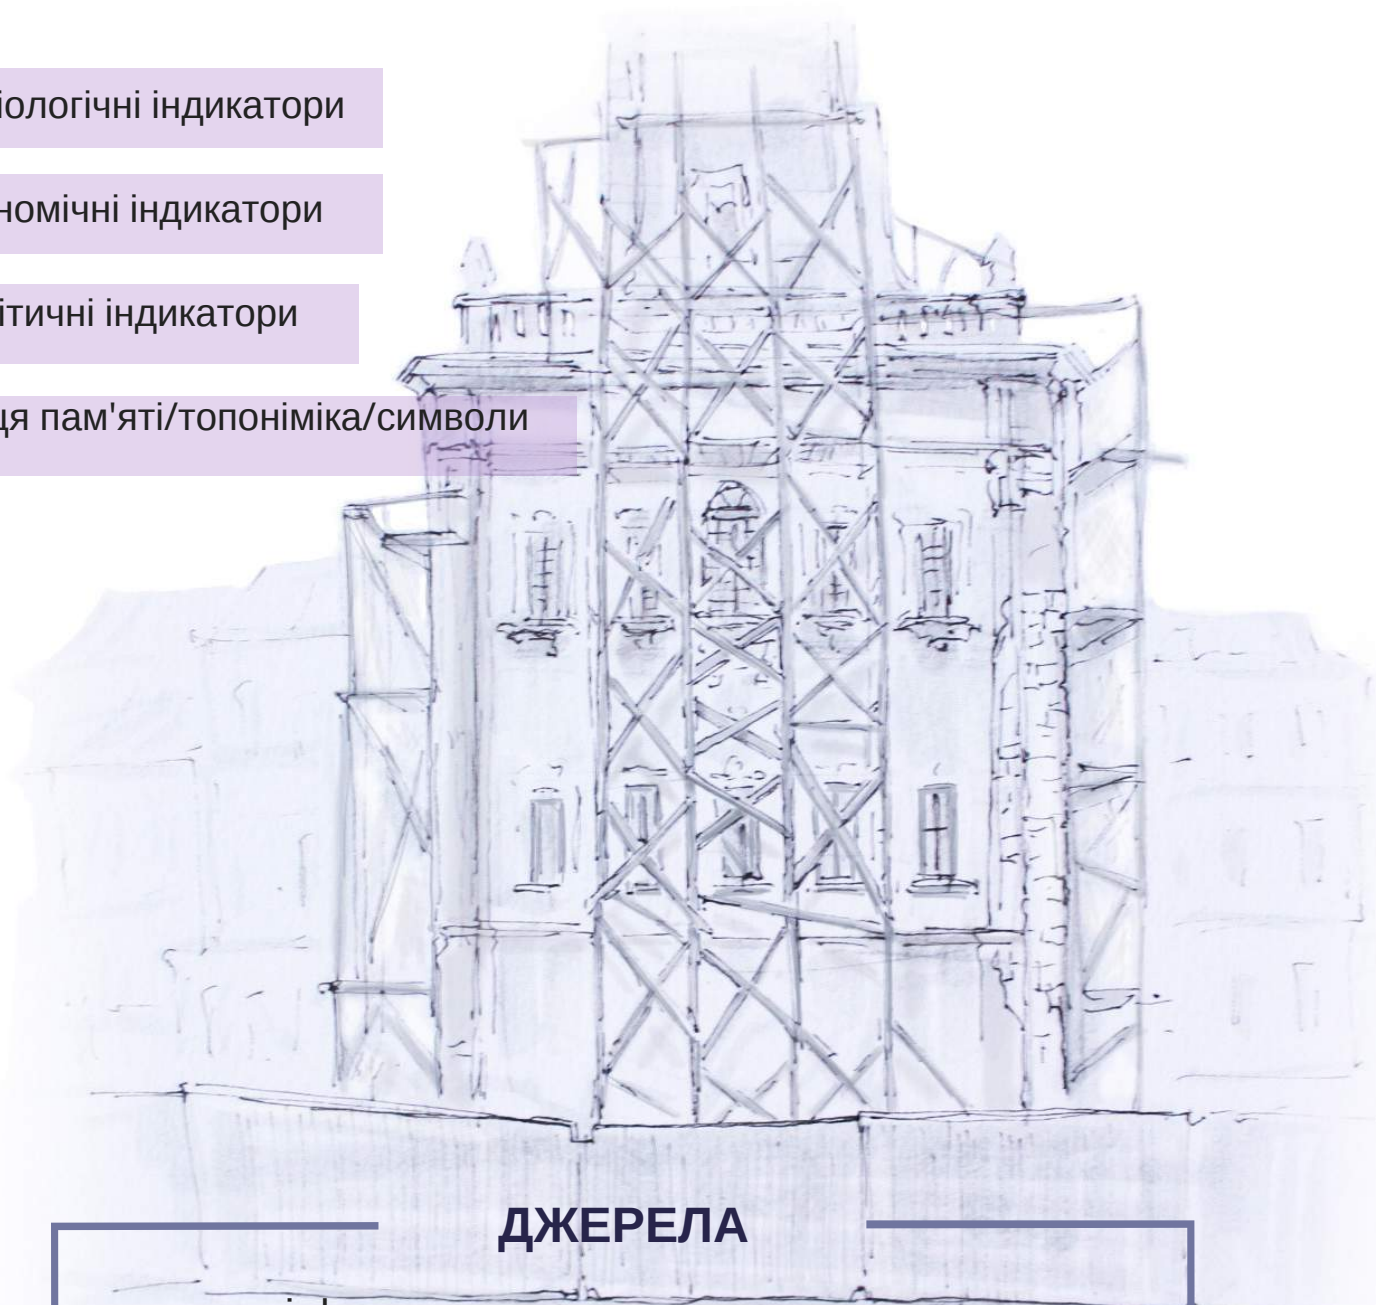 іологічні індикатори
номічні індикатори
ітичні індикатори
ця пам'яті/топоніміка/символи
ДЖЕРЕЛА